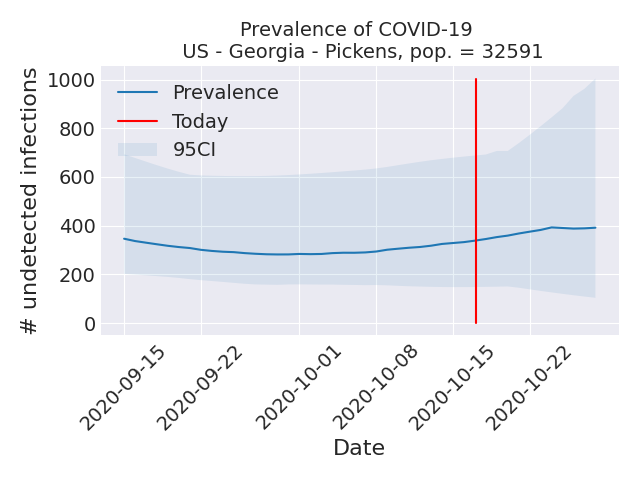 Prevalence of COVID-19
US - Georgia - Pickens, pop. = 32591
# undetected infections
1000
800
600
400
200
0
Prevalence
Today
95CI
2020-09-15
2020-09-22
2020-10-01
2020-10-08
2020-10-15
2020-10-22
Date